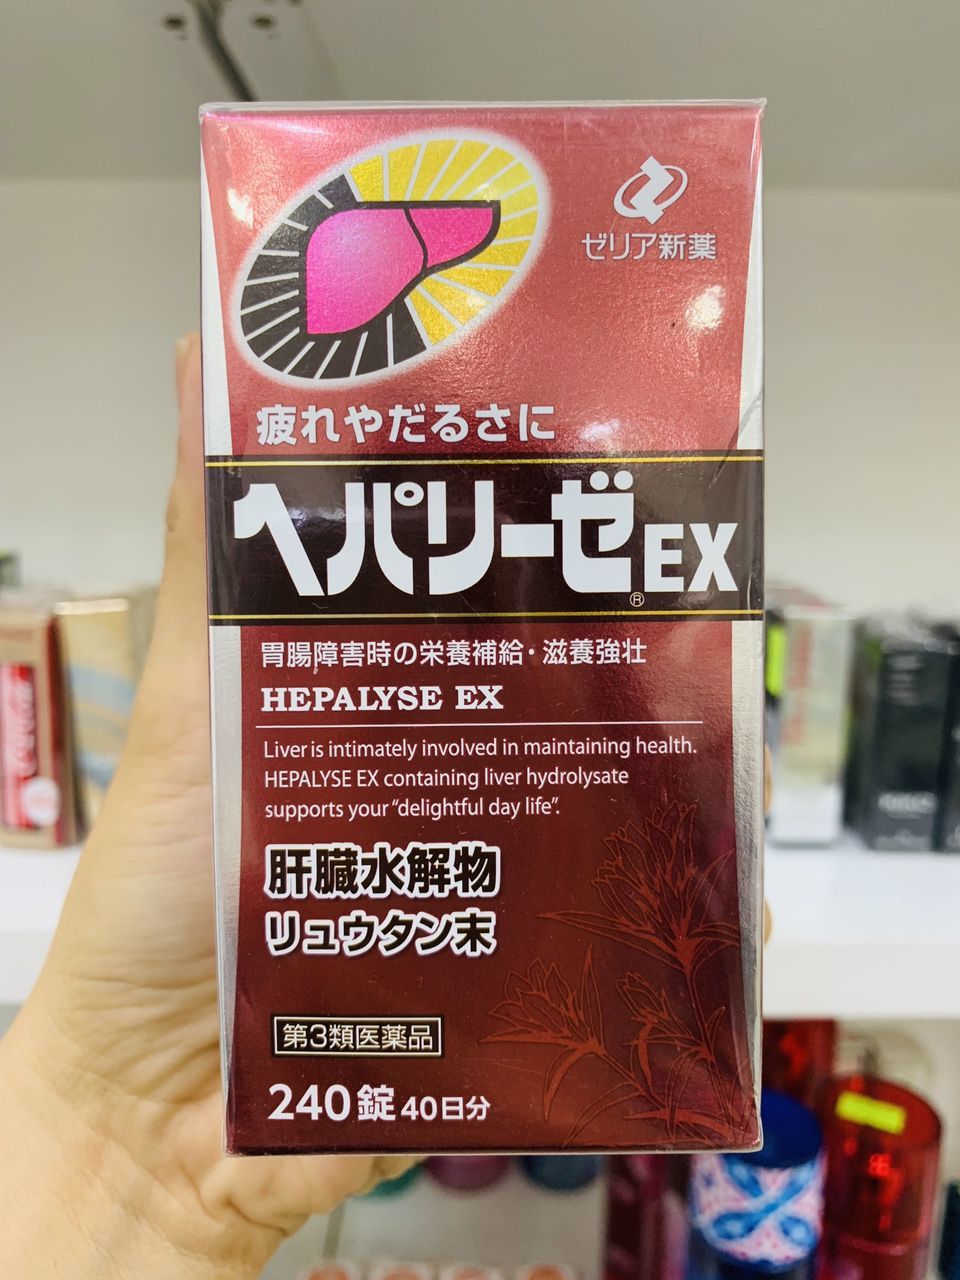 ゼリア新薬
疲れやだるさに
ヘパリーゼEX
®
胃腸障害時の栄養補給・滋養強壮
HEPALYSE EX
Liver is intimately involved in maintaining health.
HEPALYSE EX containing liver hydrolysate
supports your “delightful day life”.
肝臓水解物
リュウタン末
第3類医薬品
240錠 40日分